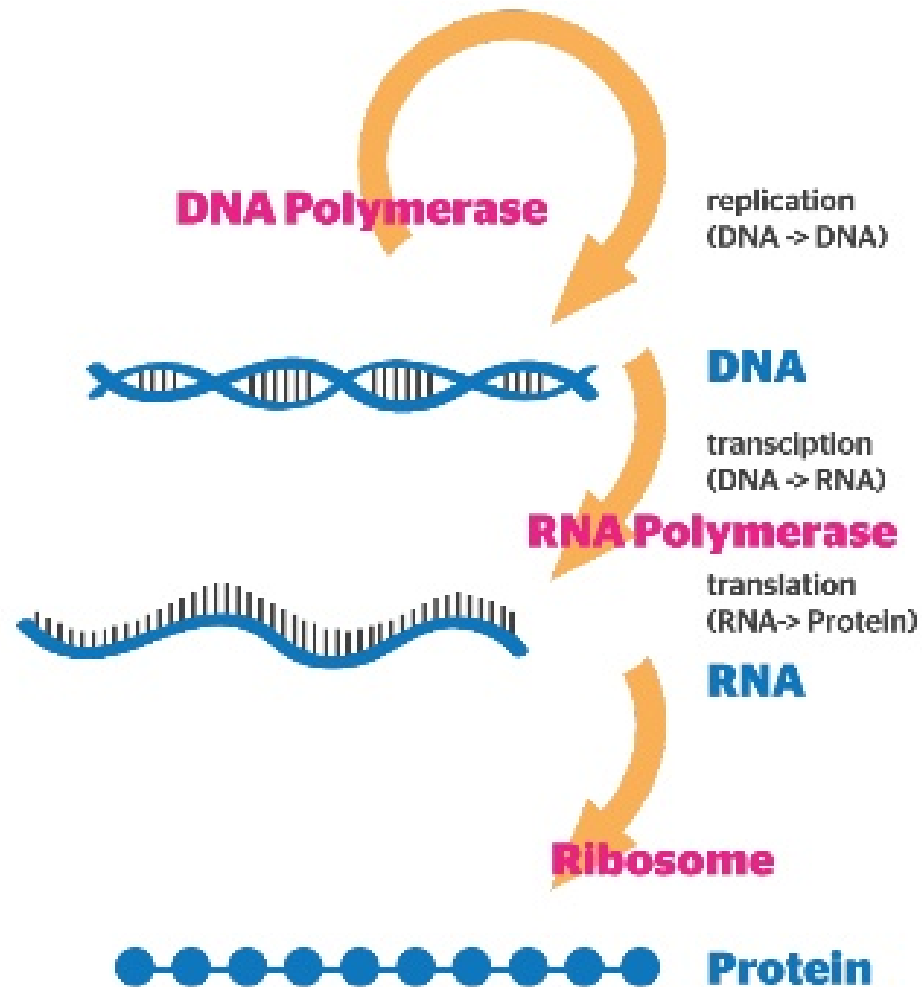 DNA Polymerase
replication
(DNA -> DNA)
DNA
transciption
(DNA -> RNA)
RNA Polymerase
translation
(RNA-> Protein)
RNA
Ribosome
Protein